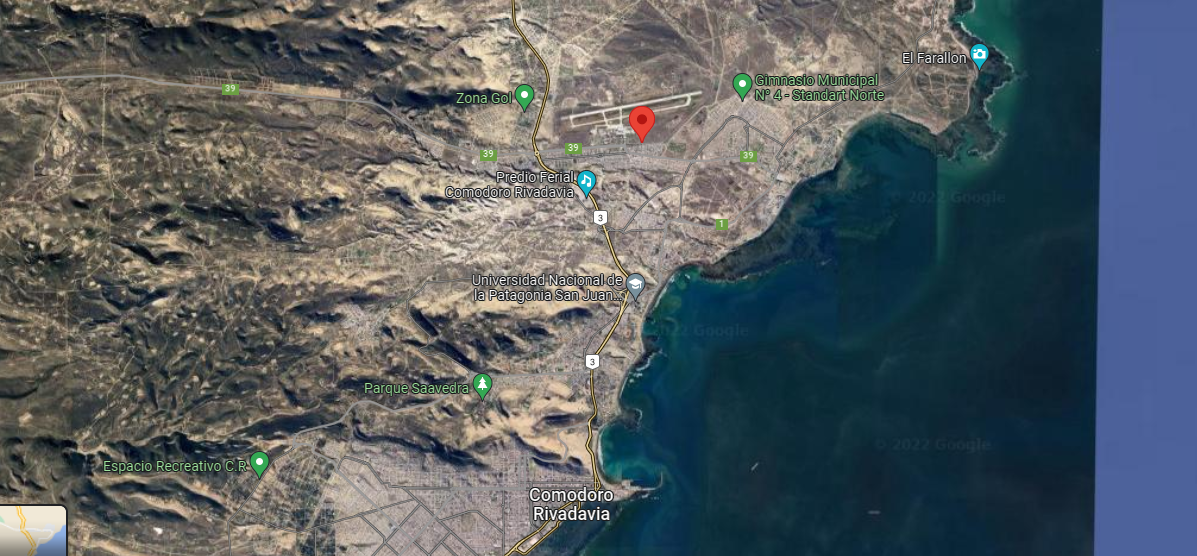 El Farallon
Gimnasio Municipal
N° 4 - Standart Norte
39
Zona Gol
39
39
39
Predio Ferial
Comodoro Rivadavia
© 2022 Google
3
1
Universidad Nacional de
la Patagonia San Juan...
2022 Google
3
Parque Saavedra
© 2022 Google
Espacio Recreativo C.R
Comodoro
Rivadavia